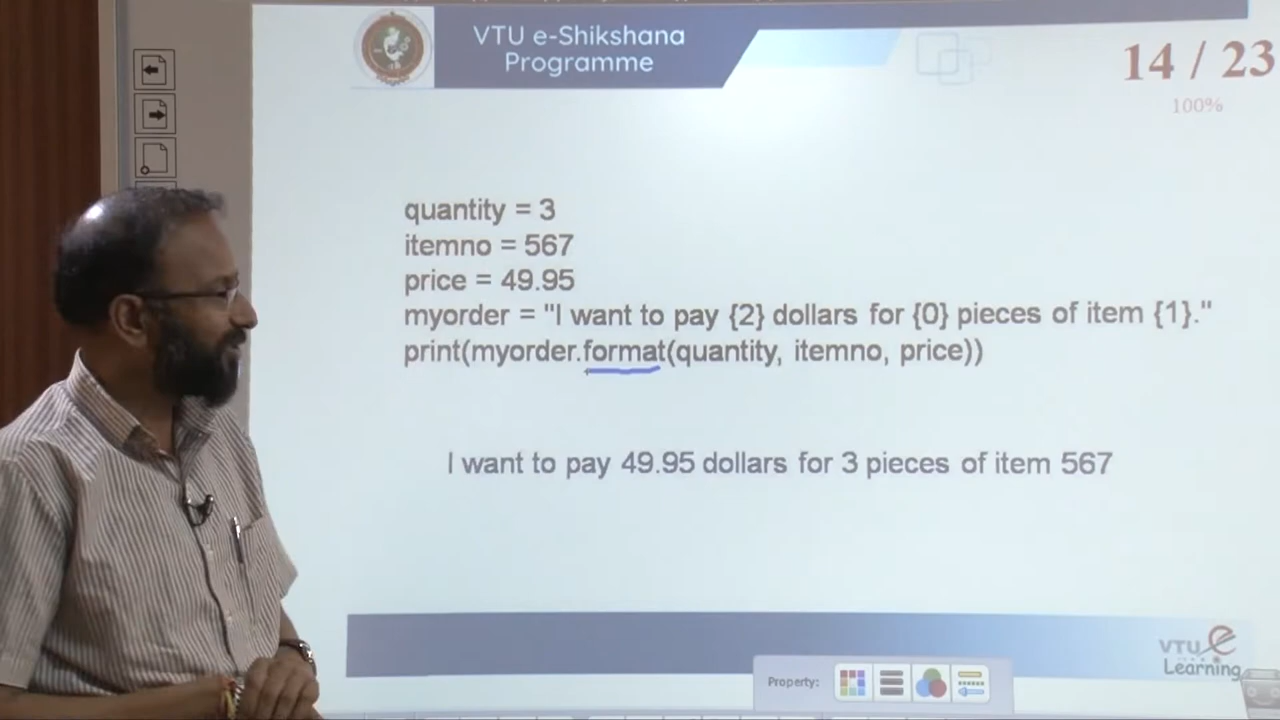 VTU e-Shikshana
Programme
14 / 23
100%
quantity = 3
itemno = 567
price = 49.95
myorder = "I want to pay {2} dollars for {0} pieces of item {1}."
print(myorder.format(quantity, itemno, price))
I want to pay 49.95 dollars for 3 pieces of item 567
VTU e
Learning
Property: